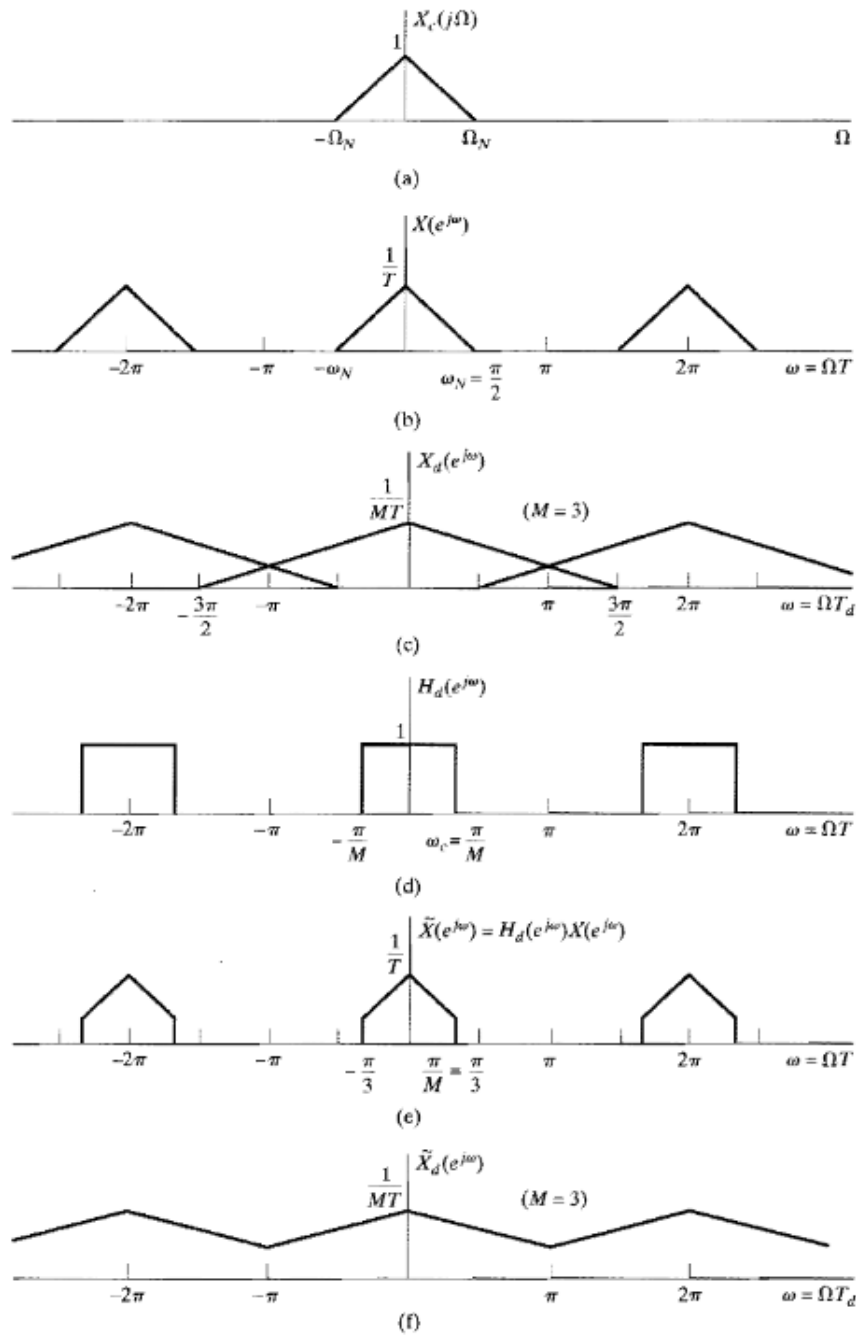 X_c(jΩ)
1
−Ω_N Ω_N Ω
(a)
X(e^{jω})
1/T
−2π −π −ω_N ω_N = π/2 π 2π ω = ΩT
(b)
X_d(e^{jω})
1/MT (M = 3)
−2π −3π/2 −π π 3π/2 2π ω = ΩT_d
(c)
H_d(e^{jω})
1
−2π −π −π/M ω_c = π/M π 2π ω = ΩT
(d)
X̃(e^{jω}) = H_d(e^{jω})X(e^{jω})
1/T
−2π −π −π/3 π/M = π/3 π 2π ω = ΩT
(e)
X̃_d(e^{jω})
1/MT (M = 3)
−2π −π π 2π ω = ΩT_d
(f)